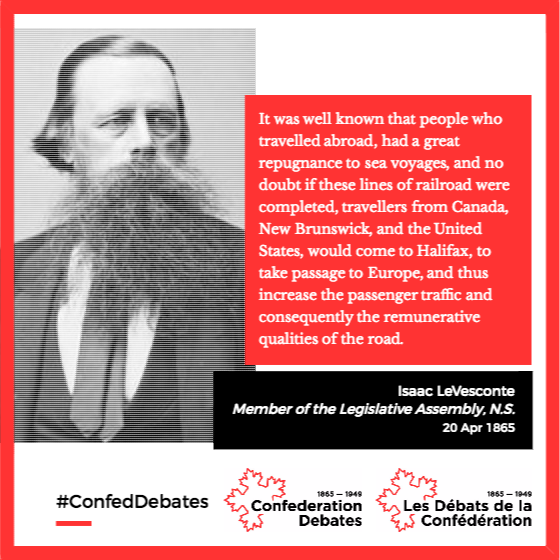 It was well known that people who
travelled abroad, had a great
repugnance to sea voyages, and no
doubt if these lines of railroad were
completed, travellers from Canada,
New Brunswick, and the United
States, would come to Halifax, to
take passage to Europe, and thus
increase the passenger traffic and
consequently the remunerative
qualities of the road.
Isaac LeVesconte
Member of the Legislative Assembly, N.S.
20 Apr 1865
#ConfedDebates
1865 — 1949
Confederation
Debates
1865 — 1949
Les Débats de la
Confédération